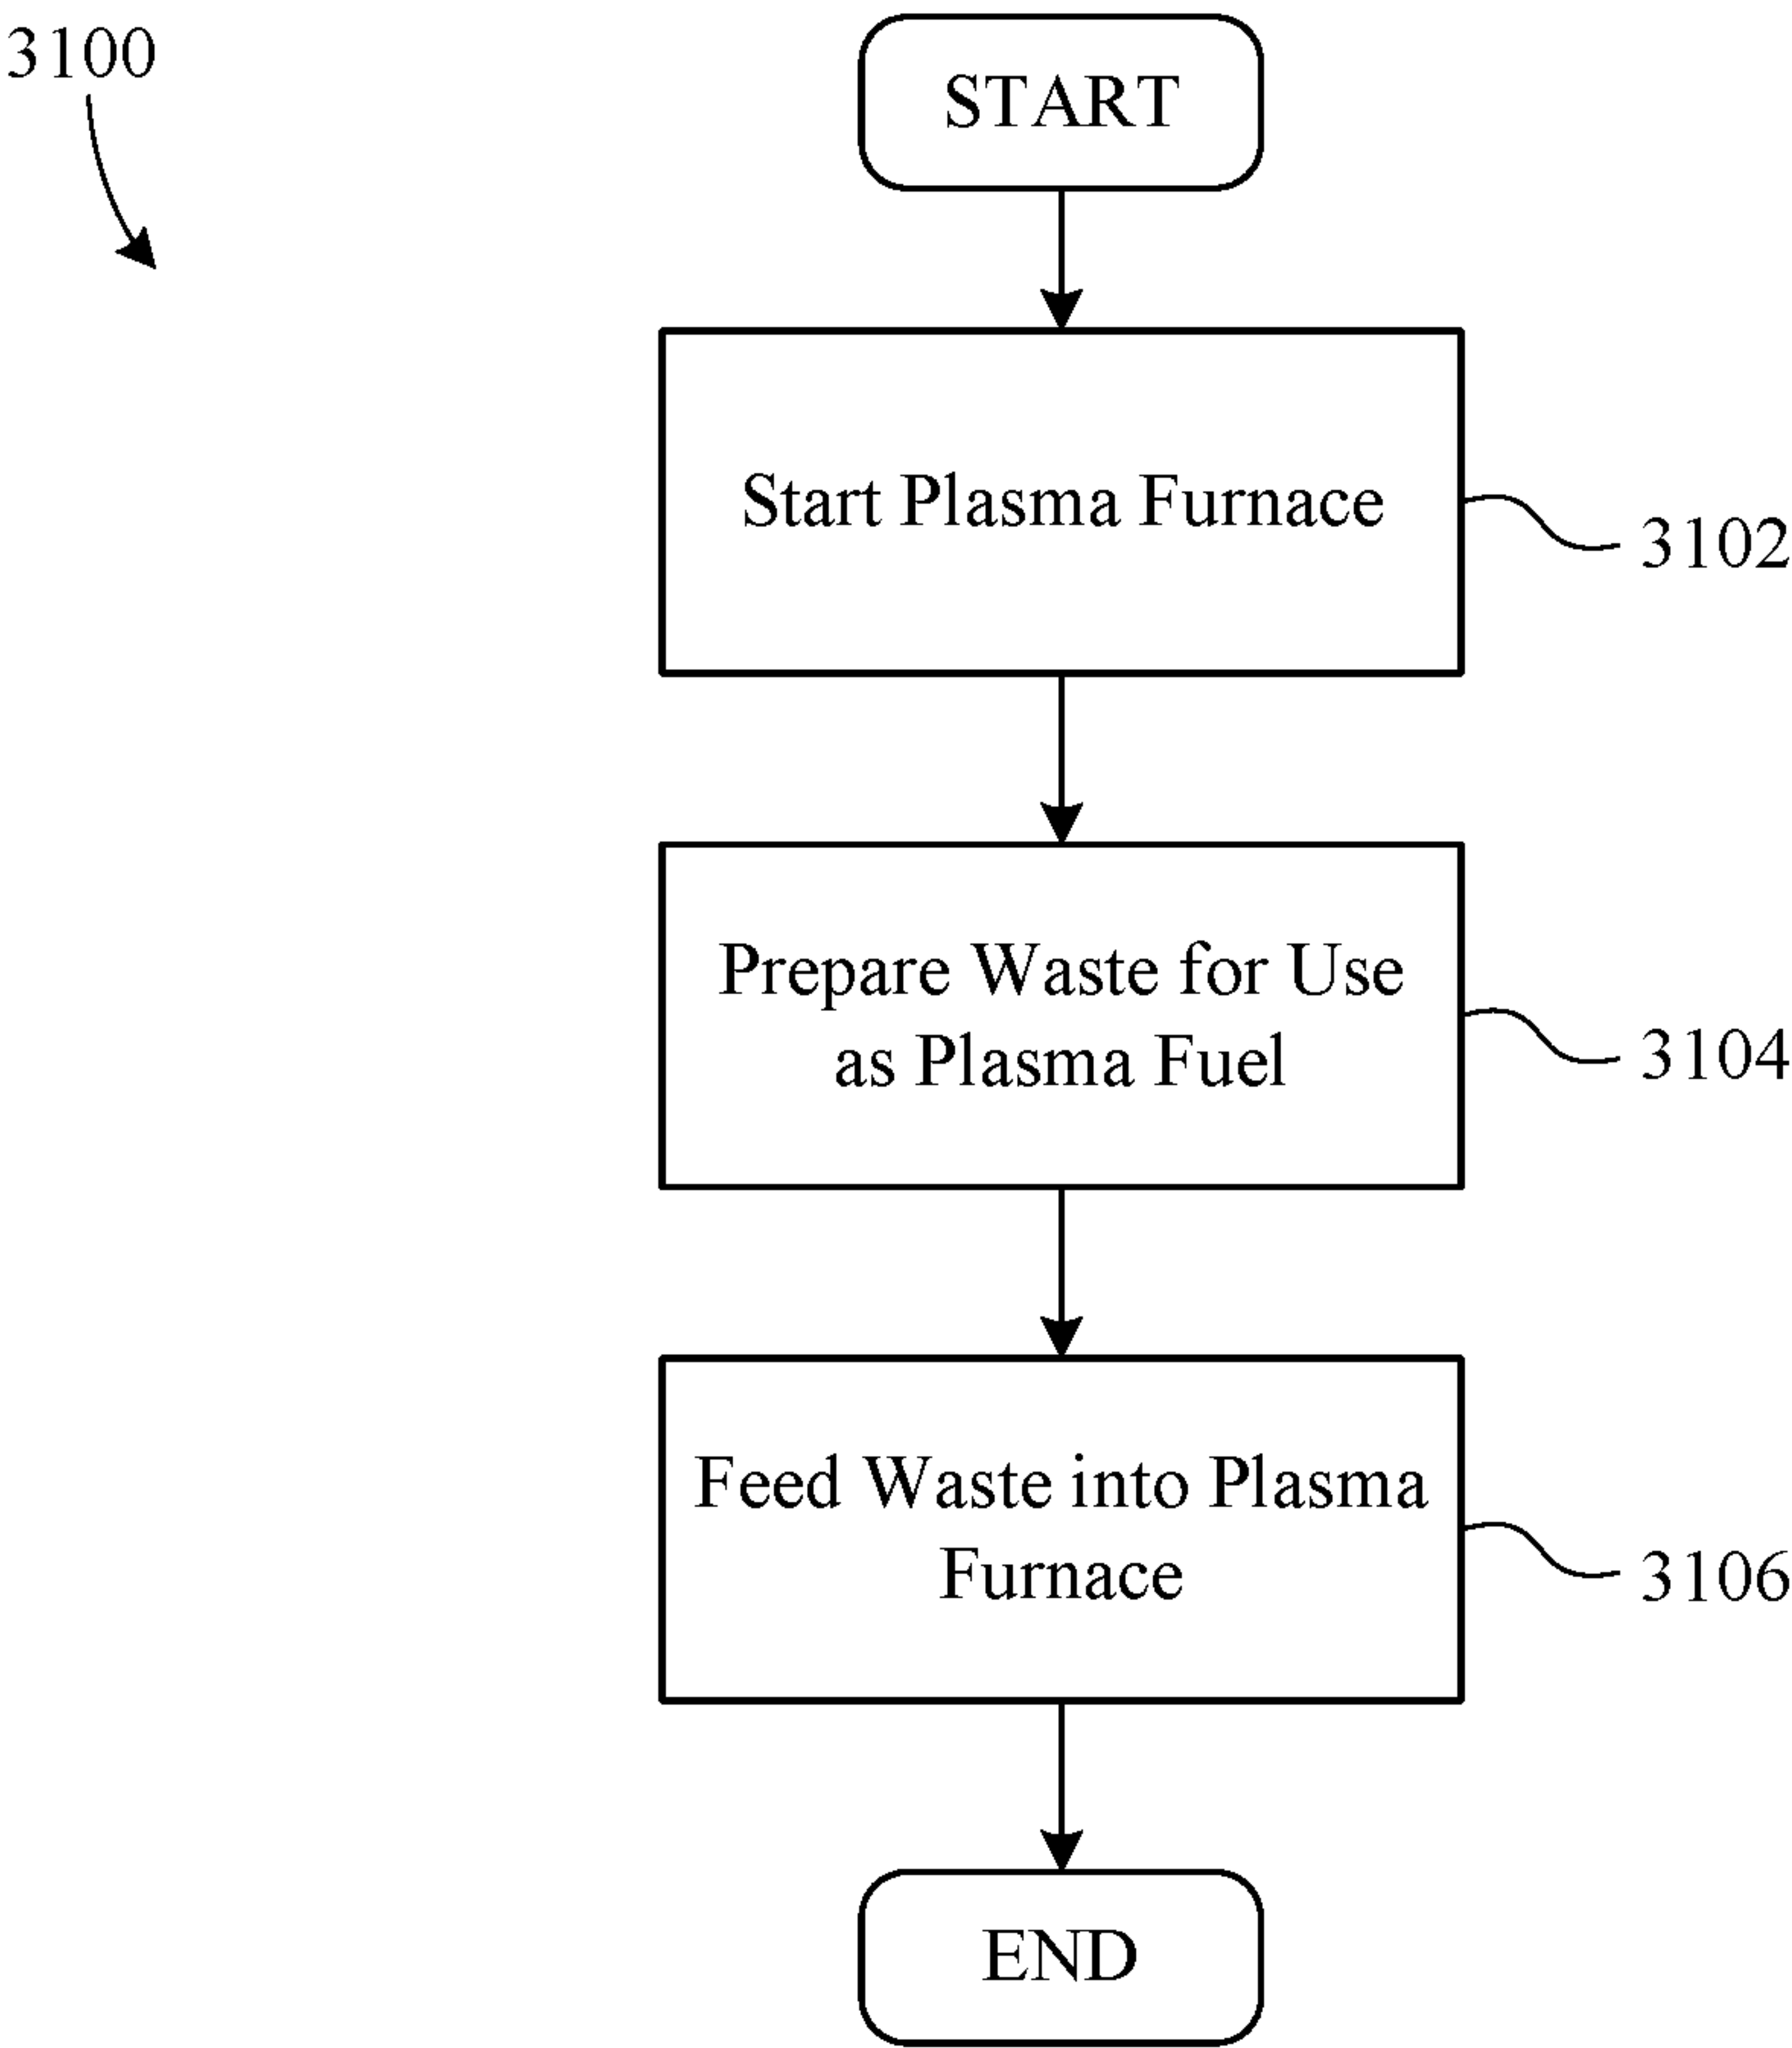 3100
START
Start Plasma Furnace
3102
Prepare Waste for Use
as Plasma Fuel
3104
Feed Waste into Plasma
Furnace
3106
END